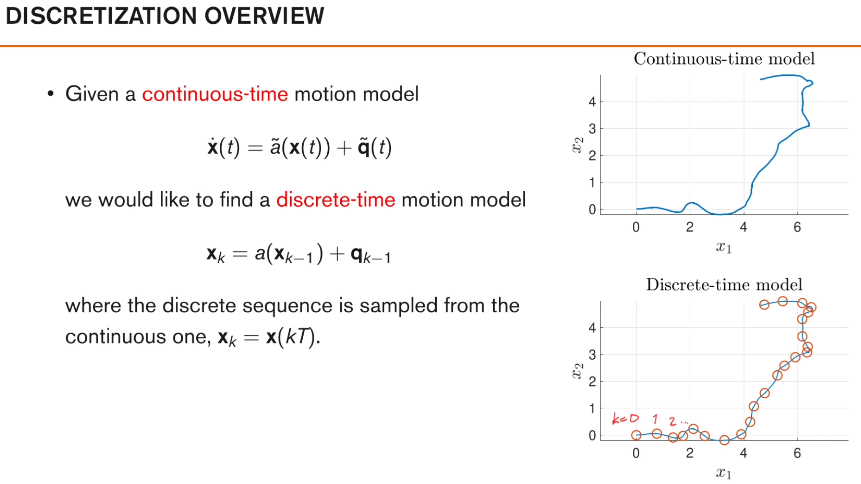 DISCRETIZATION OVERVIEW
• Given a continuous-time motion model
ẋ(t) = ã(x(t)) + q̃(t)
we would like to find a discrete-time motion model
xₖ = a(xₖ₋₁) + qₖ₋₁
where the discrete sequence is sampled from the
continuous one, xₖ = x(kT).
Continuous-time model
4
3
2
1
0
x₂
0 2 4 6
x₁
Discrete-time model
4
3
2
1
0
x₂
k=0 1 2...
0 2 4 6
x₁